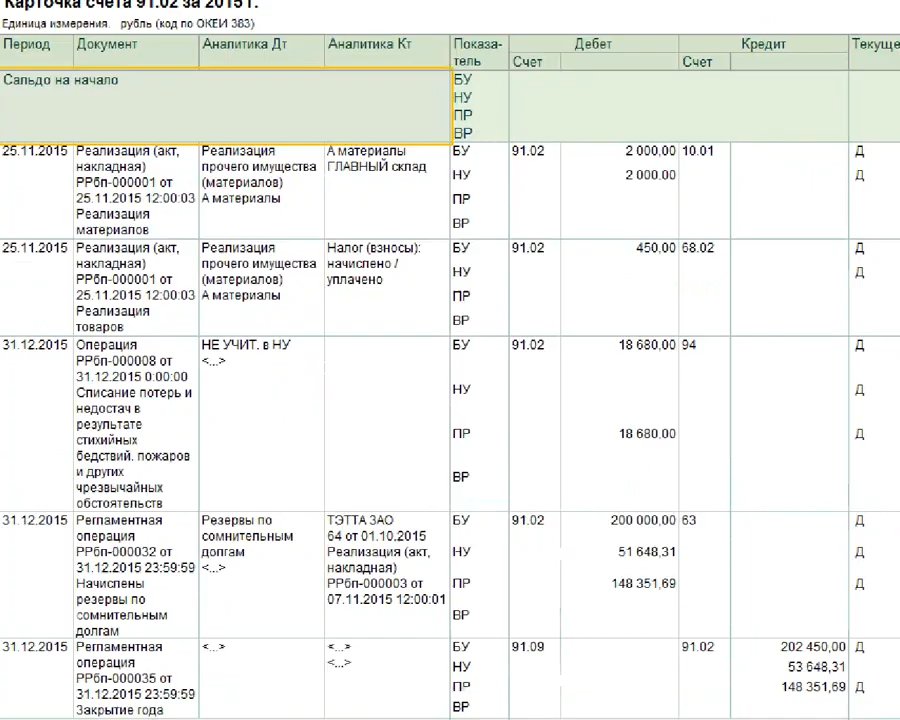 Карточка счета 91.02 за 2015 г.
Единица измерения: рубль (код по ОКЕИ 383)
Период Документ Аналитика Дт Аналитика Кт Показа-тель Дебет Кредит Текуще
Счет Счет
Сальдо на начало БУ
НУ
ПР
ВР
25.11.2015 Реализация (акт, Реализация А материалы БУ 91.02 2 000,00 10.01 Д
накладная) прочего имущества ГЛАВНЫЙ склад
РРбп-000001 от (материалов) НУ 2 000,00 Д
25.11.2015 12:00:03 А материалы ПР
Реализация
материалов ВР
25.11.2015 Реализация (акт, Реализация Налог (взносы): БУ 91.02 450,00 68.02 Д
накладная) прочего имущества начислено /
РРбп-000001 от (материалов) уплачено НУ Д
25.11.2015 12:00:03 А материалы ПР
Реализация
товаров ВР
31.12.2015 Операция НЕ УЧИТ. в НУ БУ 91.02 18 680,00 94 Д
РРбп-000008 от <...>
31.12.2015 0:00:00
Списание потерь и НУ Д
недостач в
результате
стихийных ПР 18 680,00 Д
бедствий. пожаров
и других ВР
чрезвычайных
обстоятельств
31.12.2015 Регламентная Резервы по ТЭТТА ЗАО БУ 91.02 200 000,00 63 Д
операция сомнительным 64 от 01.10.2015
РРбп-000032 от долгам Реализация (акт, НУ 51 648,31 Д
31.12.2015 23:59:59 <...> накладная)
Начислены РРбп-000003 от ПР 148 351,69 Д
резервы по 07.11.2015 12:00:01
сомнительным ВР
долгам
31.12.2015 Регламентная <...> <...> БУ 91.09 91.02 202 450,00 Д
операция <...> НУ 53 648,31
РРбп-000035 от ПР 148 351,69 Д
31.12.2015 23:59:59
Закрытие года ВР